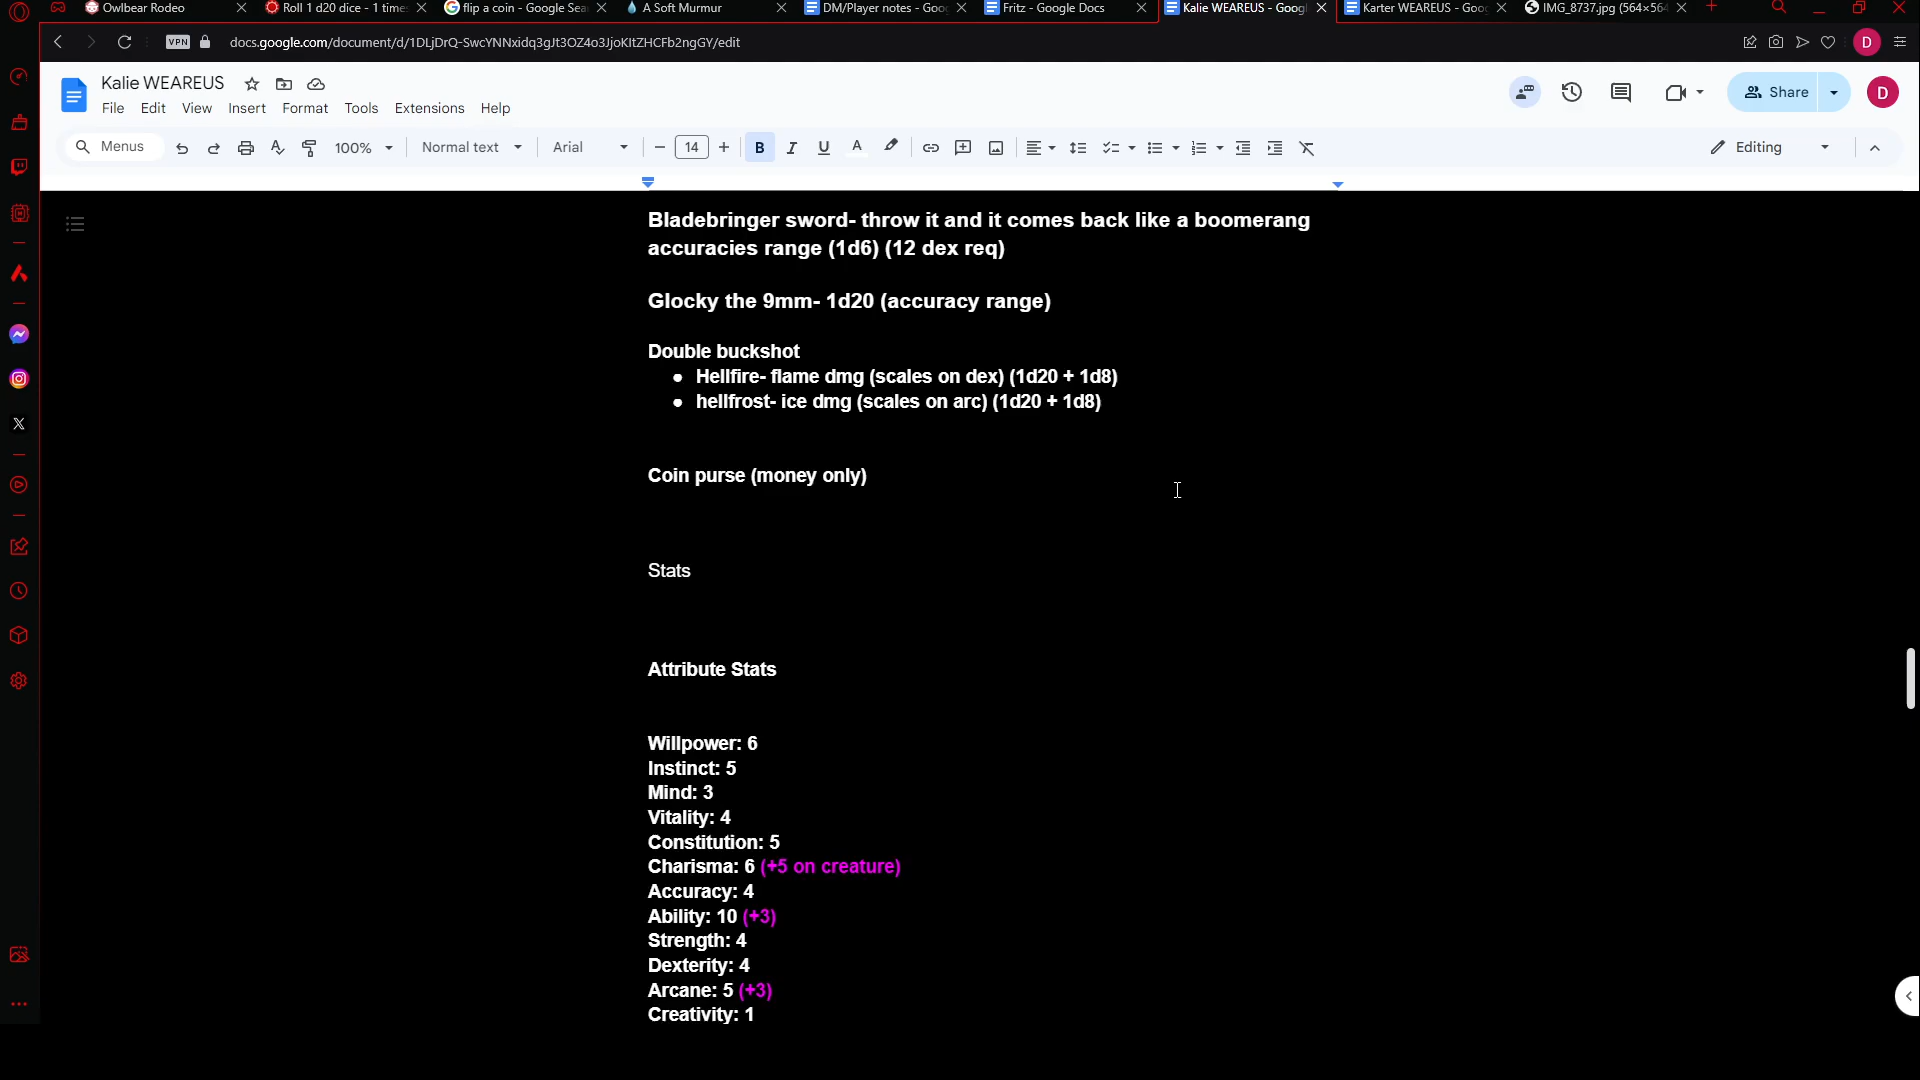 Owlbear Rodeo
Roll 1 d20 dice - 1 time
flip a coin - Google Sea
A Soft Murmur
DM/Player notes - Goo
Fritz - Google Docs
Kalie WEAREUS - Googl
Karter WEAREUS - Goo
IMG_8737.jpg (564×56
VPN
docs.google.com/document/d/1DLjDrQ-SwcYNNxidq3gJt3OZ4o3JjoKltZHCFb2ngGY/edit
D
Kalie WEAREUS
File Edit View Insert Format Tools Extensions Help
Share
D
Menus
100%
Normal text
Arial
14
B I U A
Editing
Bladebringer sword- throw it and it comes back like a boomerang
accuracies range (1d6) (12 dex req)
Glocky the 9mm- 1d20 (accuracy range)
Double buckshot
● Hellfire- flame dmg (scales on dex) (1d20 + 1d8)
● hellfrost- ice dmg (scales on arc) (1d20 + 1d8)
Coin purse (money only)
Stats
Attribute Stats
Willpower: 6
Instinct: 5
Mind: 3
Vitality: 4
Constitution: 5
Charisma: 6 (+5 on creature)
Accuracy: 4
Ability: 10 (+3)
Strength: 4
Dexterity: 4
Arcane: 5 (+3)
Creativity: 1